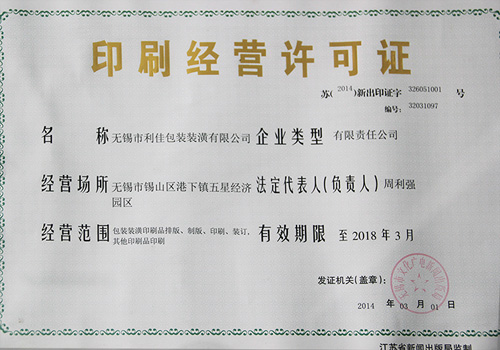 印刷经营许可证
苏(2014)新出印证字 326051001 号
编号: 32031097
名 称 无锡市利佳包装装潢有限公司 企业类型 有限责任公司
经营场所 无锡市锡山区港下镇五星经济园区 法定代表人(负责人) 周利强
经营范围 包装装潢印刷品排版、制版、印刷、装订,其他印刷品印刷 有效期限 至 2018 年 3 月
发证机关(盖章):
2014 年 03 月 01 日
江苏省新闻出版局监制